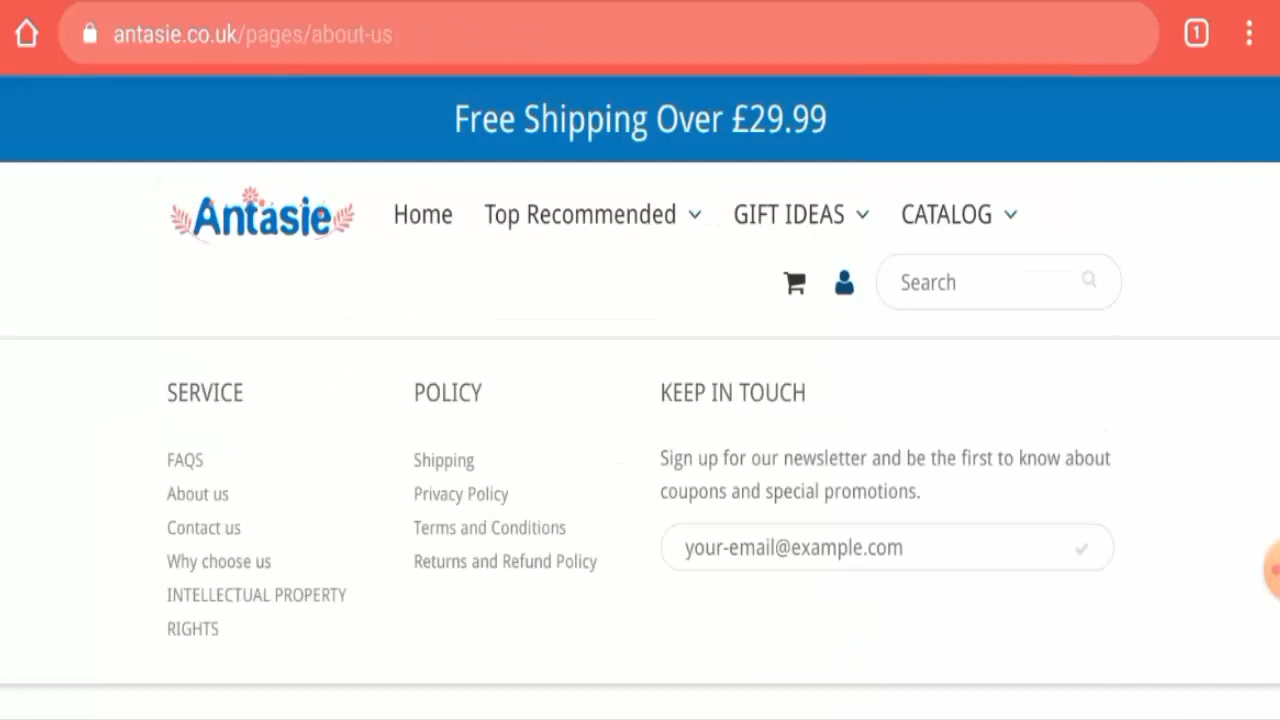 antasie.co.uk/pages/about-us
1
Free Shipping Over £29.99
Antasie
Home
Top Recommended
GIFT IDEAS
CATALOG
Search
SERVICE
FAQS
About us
Contact us
Why choose us
INTELLECTUAL PROPERTY
RIGHTS
POLICY
Shipping
Privacy Policy
Terms and Conditions
Returns and Refund Policy
KEEP IN TOUCH
Sign up for our newsletter and be the first to know about
coupons and special promotions.
your-email@example.com